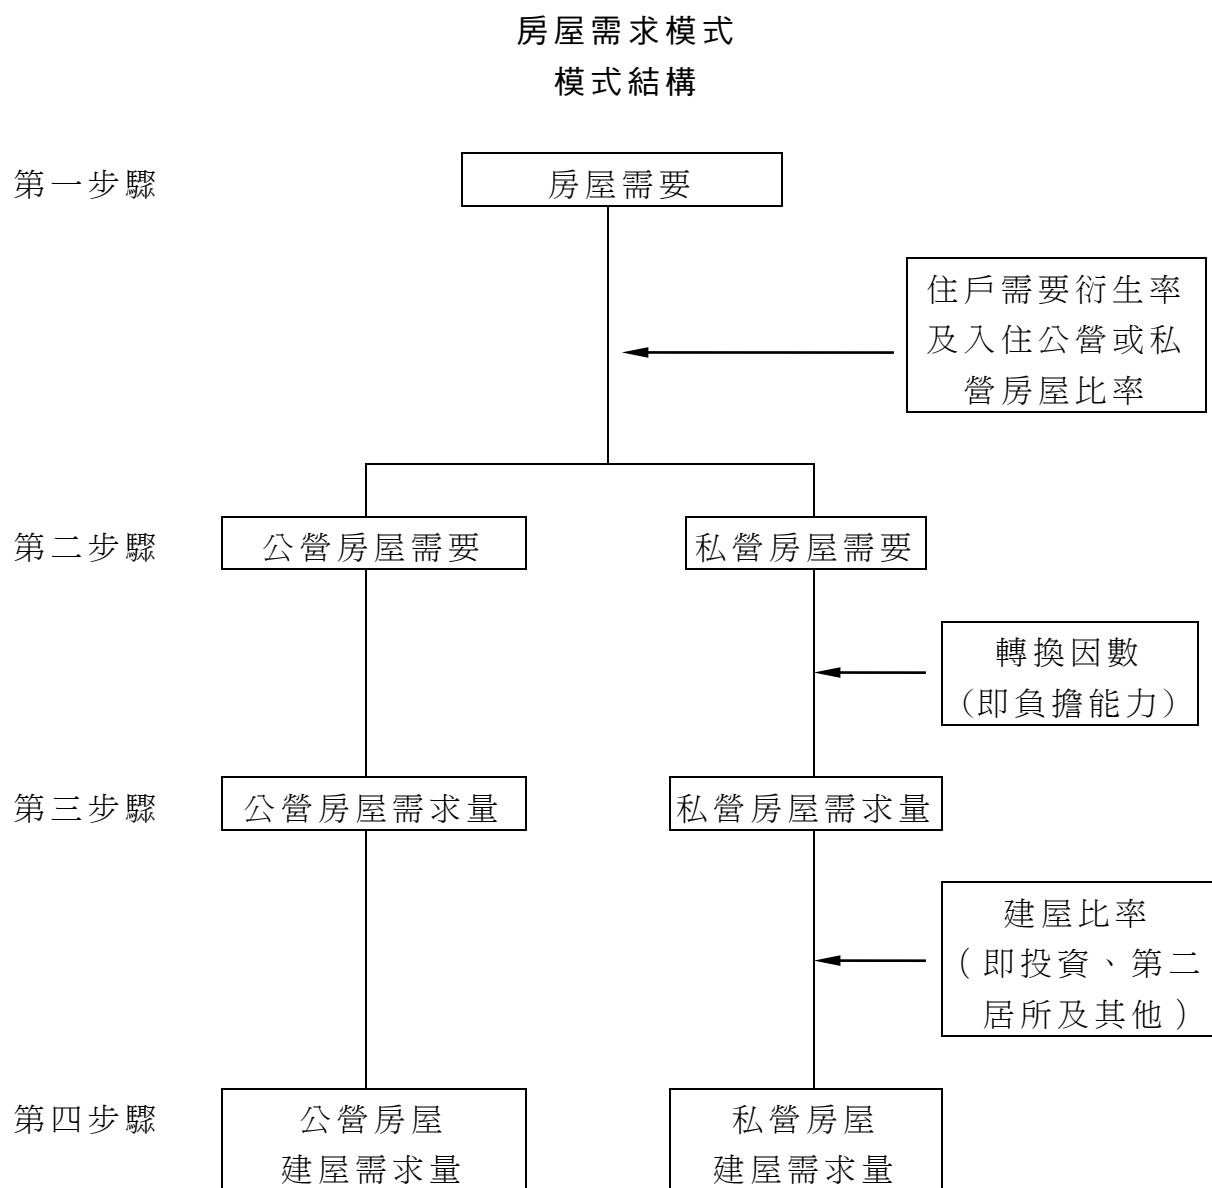 房屋需求模式
模式結構
第一步驟
房屋需要
住戶需要衍生率
及入住公營或私
營房屋比率
第二步驟
公營房屋需要
私營房屋需要
轉換因數
(即負擔能力)
第三步驟
公營房屋需求量
私營房屋需求量
建屋比率
(即投資、第二
居所及其他)
第四步驟
公營房屋
建屋需求量
私營房屋
建屋需求量